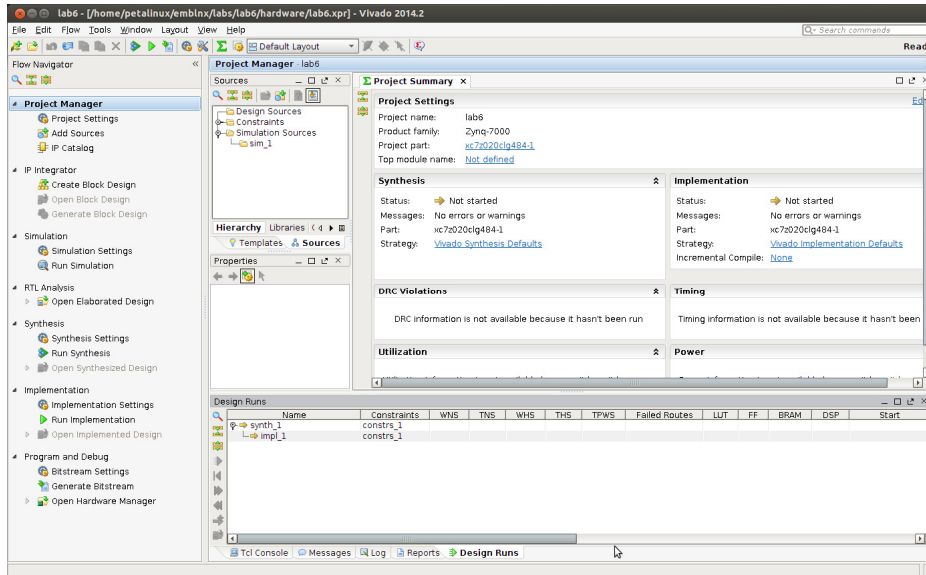 lab6 - [/home/petalinux/emblnx/labs/lab6/hardware/lab6.xpr] - Vivado 2014.2
File Edit Flow Tools Window Layout View Help
Search commands
Default Layout
Read
Flow Navigator
Project Manager
Project Settings
Add Sources
IP Catalog
IP Integrator
Create Block Design
Open Block Design
Generate Block Design
Simulation
Simulation Settings
Run Simulation
RTL Analysis
Open Elaborated Design
Synthesis
Synthesis Settings
Run Synthesis
Open Synthesized Design
Implementation
Implementation Settings
Run Implementation
Open Implemented Design
Program and Debug
Bitstream Settings
Generate Bitstream
Open Hardware Manager
Project Manager - lab6
Sources
Design Sources
Constraints
Simulation Sources
sim_1
Hierarchy Libraries
Templates Sources
Properties
Project Summary
Project Settings
Edi
Project name: lab6
Product family: Zynq-7000
Project part: xc7z020clg484-1
Top module name: Not defined
Synthesis
Status: Not started
Messages: No errors or warnings
Part: xc7z020clg484-1
Strategy: Vivado Synthesis Defaults
Implementation
Status: Not started
Messages: No errors or warnings
Part: xc7z020clg484-1
Strategy: Vivado Implementation Defaults
Incremental Compile: None
DRC Violations
DRC information is not available because it hasn't been run
Timing
Timing information is not available because it hasn't been
Utilization
Power
Design Runs
Name Constraints WNS TNS WHS THS TPWS Failed Routes LUT FF BRAM DSP Start
synth_1 constrs_1
impl_1 constrs_1
Tcl Console Messages Log Reports Design Runs